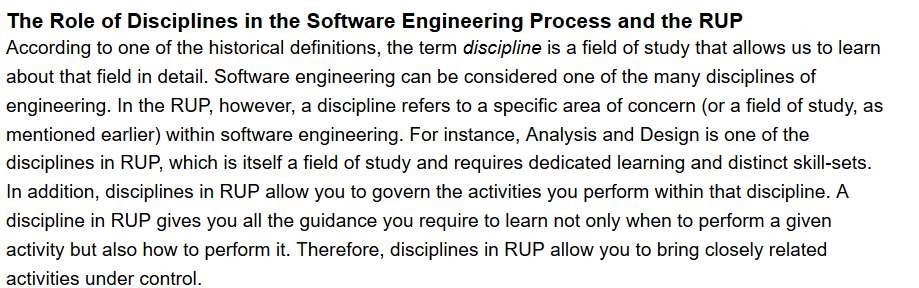 The Role of Disciplines in the Software Engineering Process and the RUP
According to one of the historical definitions, the term discipline is a field of study that allows us to learn
about that field in detail. Software engineering can be considered one of the many disciplines of
engineering. In the RUP, however, a discipline refers to a specific area of concern (or a field of study, as
mentioned earlier) within software engineering. For instance, Analysis and Design is one of the
disciplines in RUP, which is itself a field of study and requires dedicated learning and distinct skill-sets.
In addition, disciplines in RUP allow you to govern the activities you perform within that discipline. A
discipline in RUP gives you all the guidance you require to learn not only when to perform a given
activity but also how to perform it. Therefore, disciplines in RUP allow you to bring closely related
activities under control.